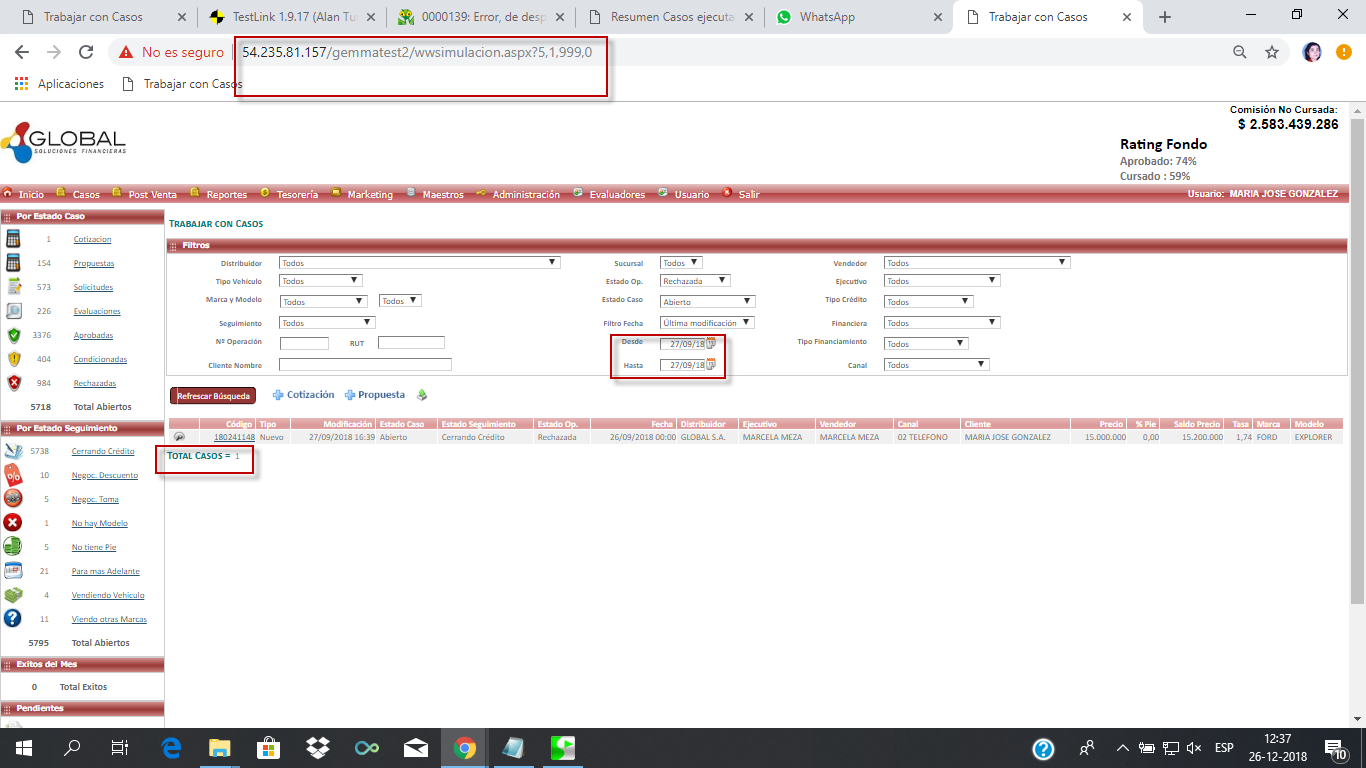 Trabajar con Casos
TestLink 1.9.17 (Alan Tu
0000139: Error, de desp
Resumen Casos ejecuta
WhatsApp
Trabajar con Casos
No es seguro
54.235.81.157/gemmatest2/wwsimulacion.aspx?5,1,999,0
Aplicaciones
Trabajar con Casos
GLOBAL
SOLUCIONES FINANCIERAS
Comisión No Cursada:
$ 2.583.439.286
Rating Fondo
Aprobado: 74%
Cursado : 59%
Inicio Casos Post Venta Reportes Tesorería Marketing Maestros Administración Evaluadores Usuario Salir Usuario: MARIA JOSE GONZALEZ
Por Estado Caso
1 Cotizacion
154 Propuestas
573 Solicitudes
226 Evaluaciones
3376 Aprobadas
404 Condicionadas
984 Rechazadas
5718 Total Abiertos
Por Estado Seguimiento
5738 Cerrando Crédito
10 Negoc. Descuento
5 Negoc. Toma
1 No hay Modelo
5 No tiene Pie
21 Para mas Adelante
4 Vendiendo Vehículo
11 Viendo otras Marcas
5795 Total Abiertos
Exitos del Mes
0 Total Exitos
Pendientes
TRABAJAR CON CASOS
Filtros
Distribuidor Todos Sucursal Todos Vendedor Todos
Tipo Vehículo Todos Estado Op. Rechazada Ejecutivo Todos
Marca y Modelo Todos Todos Estado Caso Abierto Tipo Crédito Todos
Seguimiento Todos Filtro Fecha Última modificación Financiera Todos
Nº Operación RUT Desde 27/09/18 Tipo Financiamiento Todos
Cliente Nombre Hasta 27/09/18 Canal Todos
Refrescar Búsqueda Cotización Propuesta
Código Tipo Modificación Estado Caso Estado Seguimiento Estado Op. Fecha Distribuidor Ejecutivo Vendedor Canal Cliente Precio % Pie Saldo Precio Tasa Marca Modelo
180241148 Nuevo 27/09/2018 16:39 Abierto Cerrando Crédito Rechazada 26/09/2018 00:00 GLOBAL S.A. MARCELA MEZA MARCELA MEZA 02 TELEFONO MARIA JOSE GONZALEZ 15.000.000 0,00 15.200.000 1,74 FORD EXPLORER
TOTAL CASOS = 1
ESP
12:37
26-12-2018
10